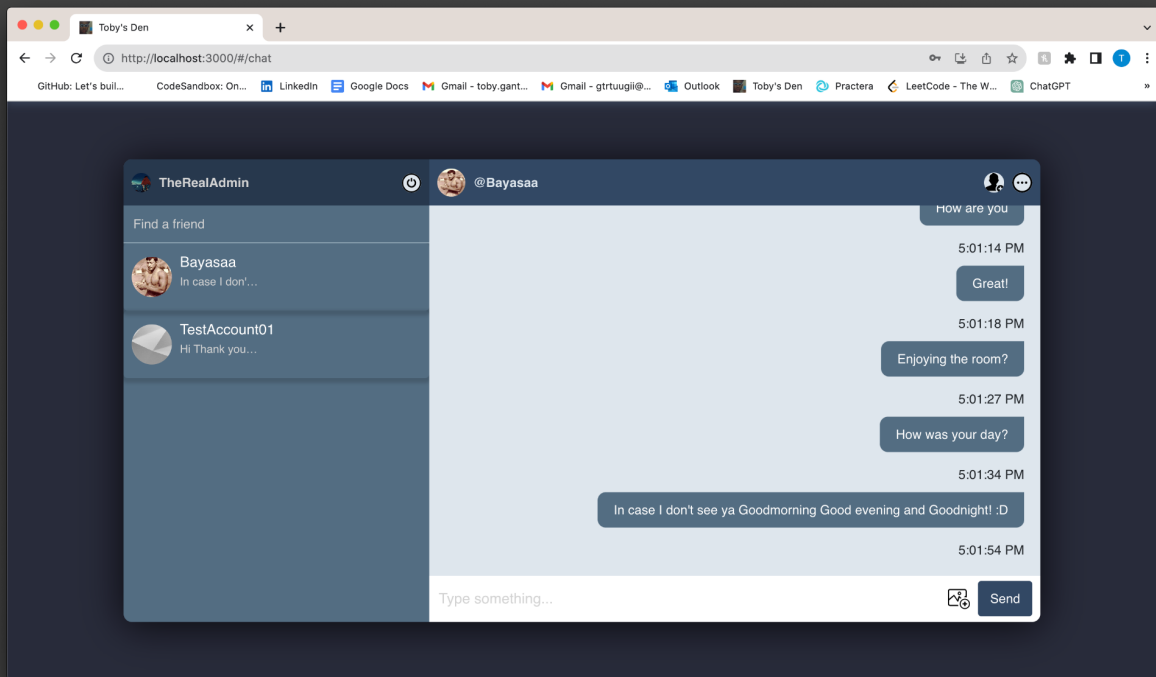 Toby's Den
http://localhost:3000/#/chat
T
GitHub: Let's buil...
CodeSandbox: On...
LinkedIn
Google Docs
Gmail - toby.gant...
Gmail - gtrtuugii@...
Outlook
Toby's Den
Practera
LeetCode - The W...
ChatGPT
»
TheRealAdmin
@Bayasaa
Find a friend
Bayasaa
In case I don'...
TestAccount01
Hi Thank you...
How are you
5:01:14 PM
Great!
5:01:18 PM
Enjoying the room?
5:01:27 PM
How was your day?
5:01:34 PM
In case I don't see ya Goodmorning Good evening and Goodnight! :D
5:01:54 PM
Type something...
Send